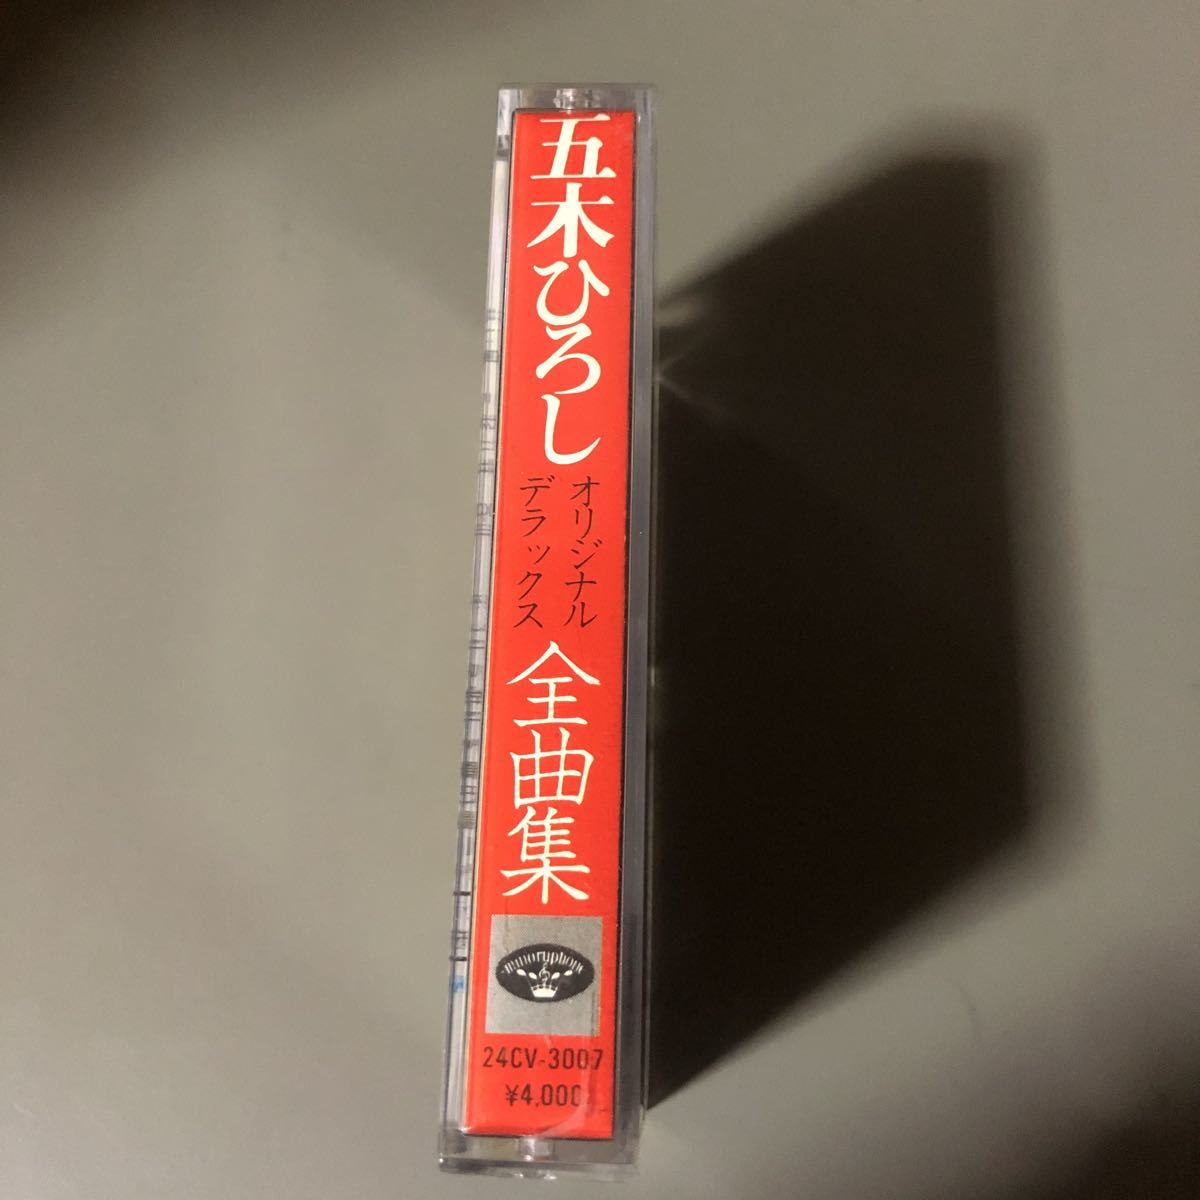 五木ひろし
オリジナル
デラックス
全曲集
minoruphone
24CV-3007
¥4,000